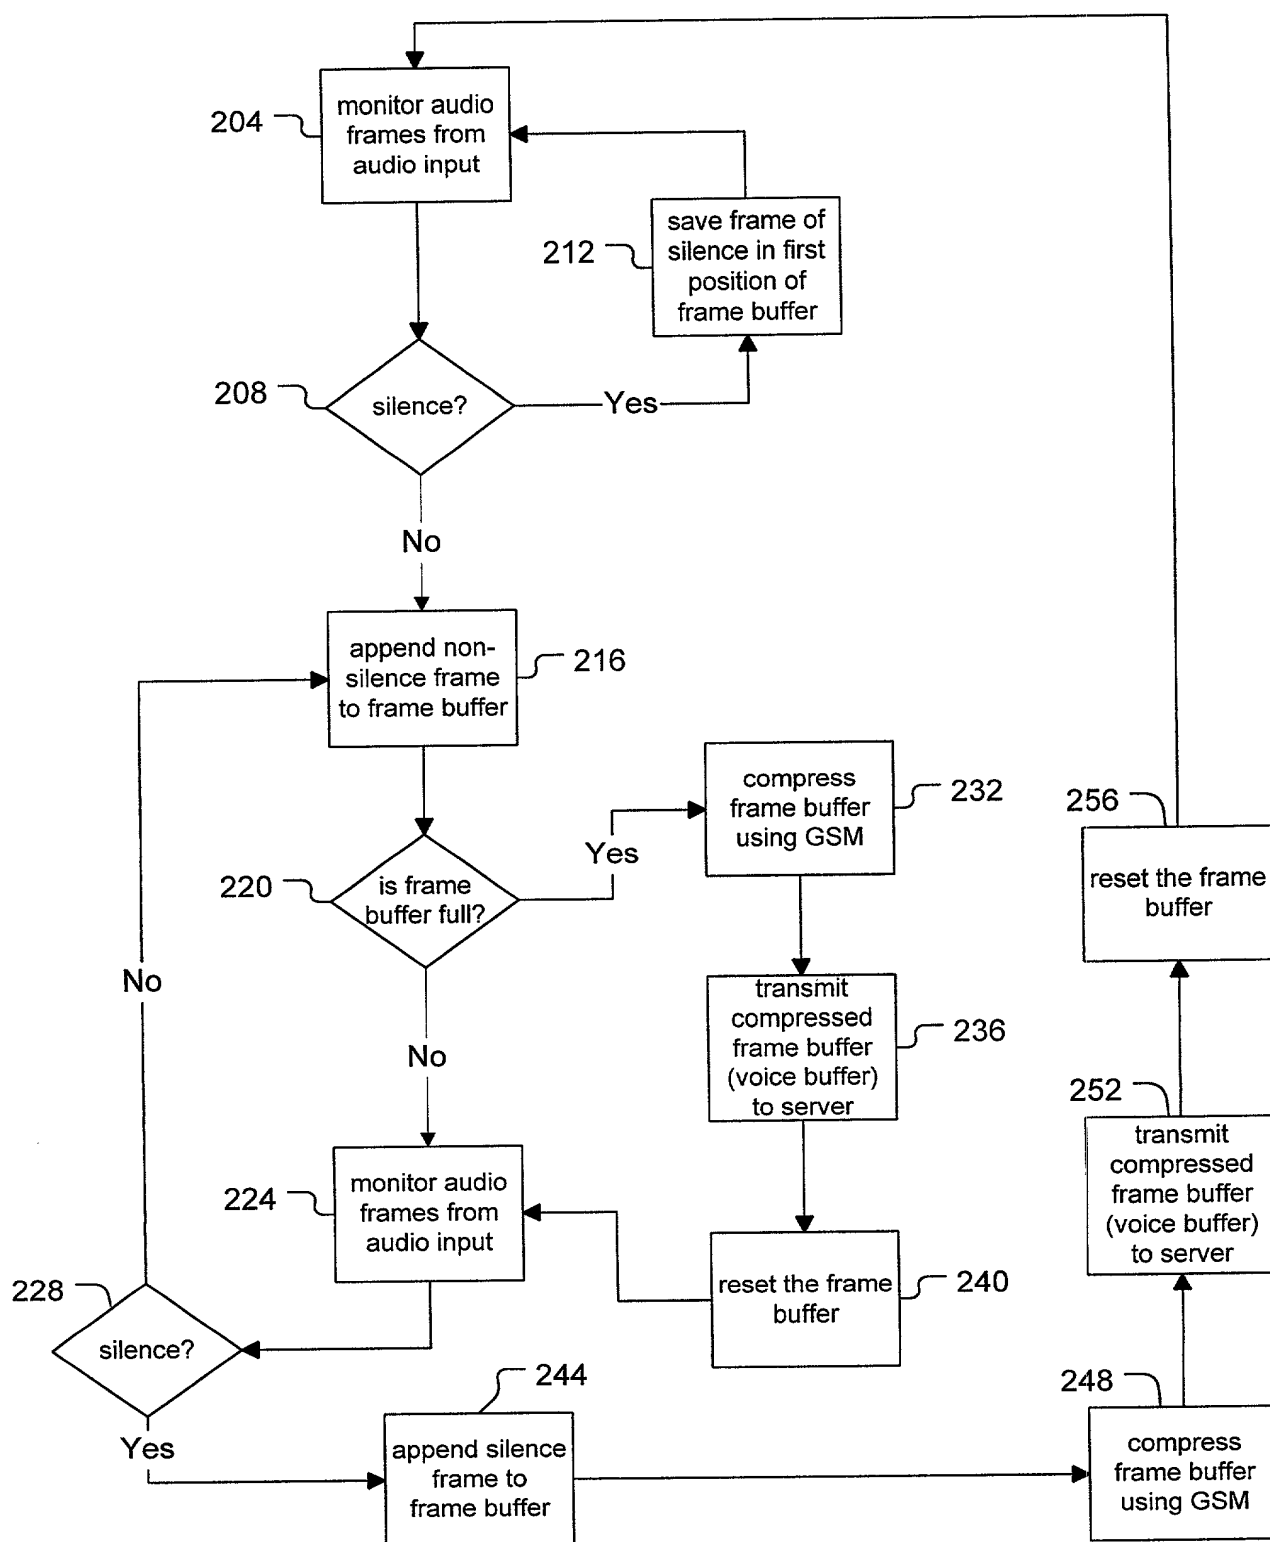 204
monitor audio
frames from
audio input
212
save frame of
silence in first
position of
frame buffer
208
silence?
Yes
No
append non-
silence frame
to frame buffer
216
No
220
is frame
buffer full?
Yes
compress
frame buffer
using GSM
232
No
transmit
compressed
frame buffer
(voice buffer)
to server
236
224
monitor audio
frames from
audio input
reset the frame
buffer
240
228
silence?
Yes
244
append silence
frame to
frame buffer
248
compress
frame buffer
using GSM
252
transmit
compressed
frame buffer
(voice buffer)
to server
256
reset the frame
buffer